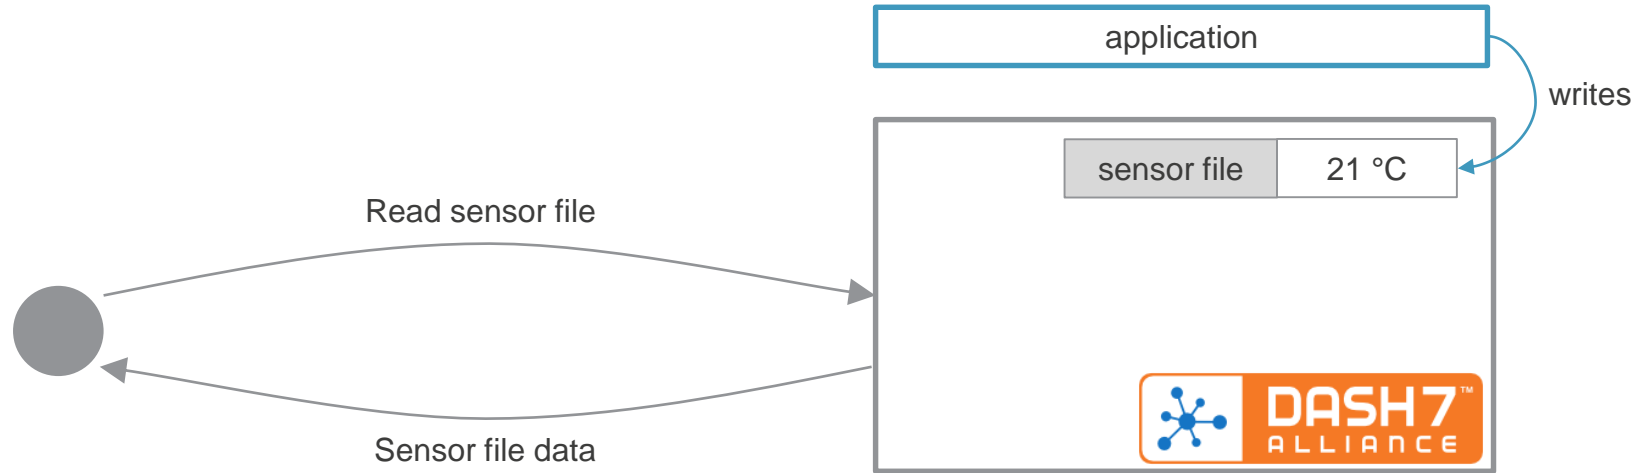 application
writes
sensor file
21 °C
Read sensor file
Sensor file data
DASH7™
ALLIANCE